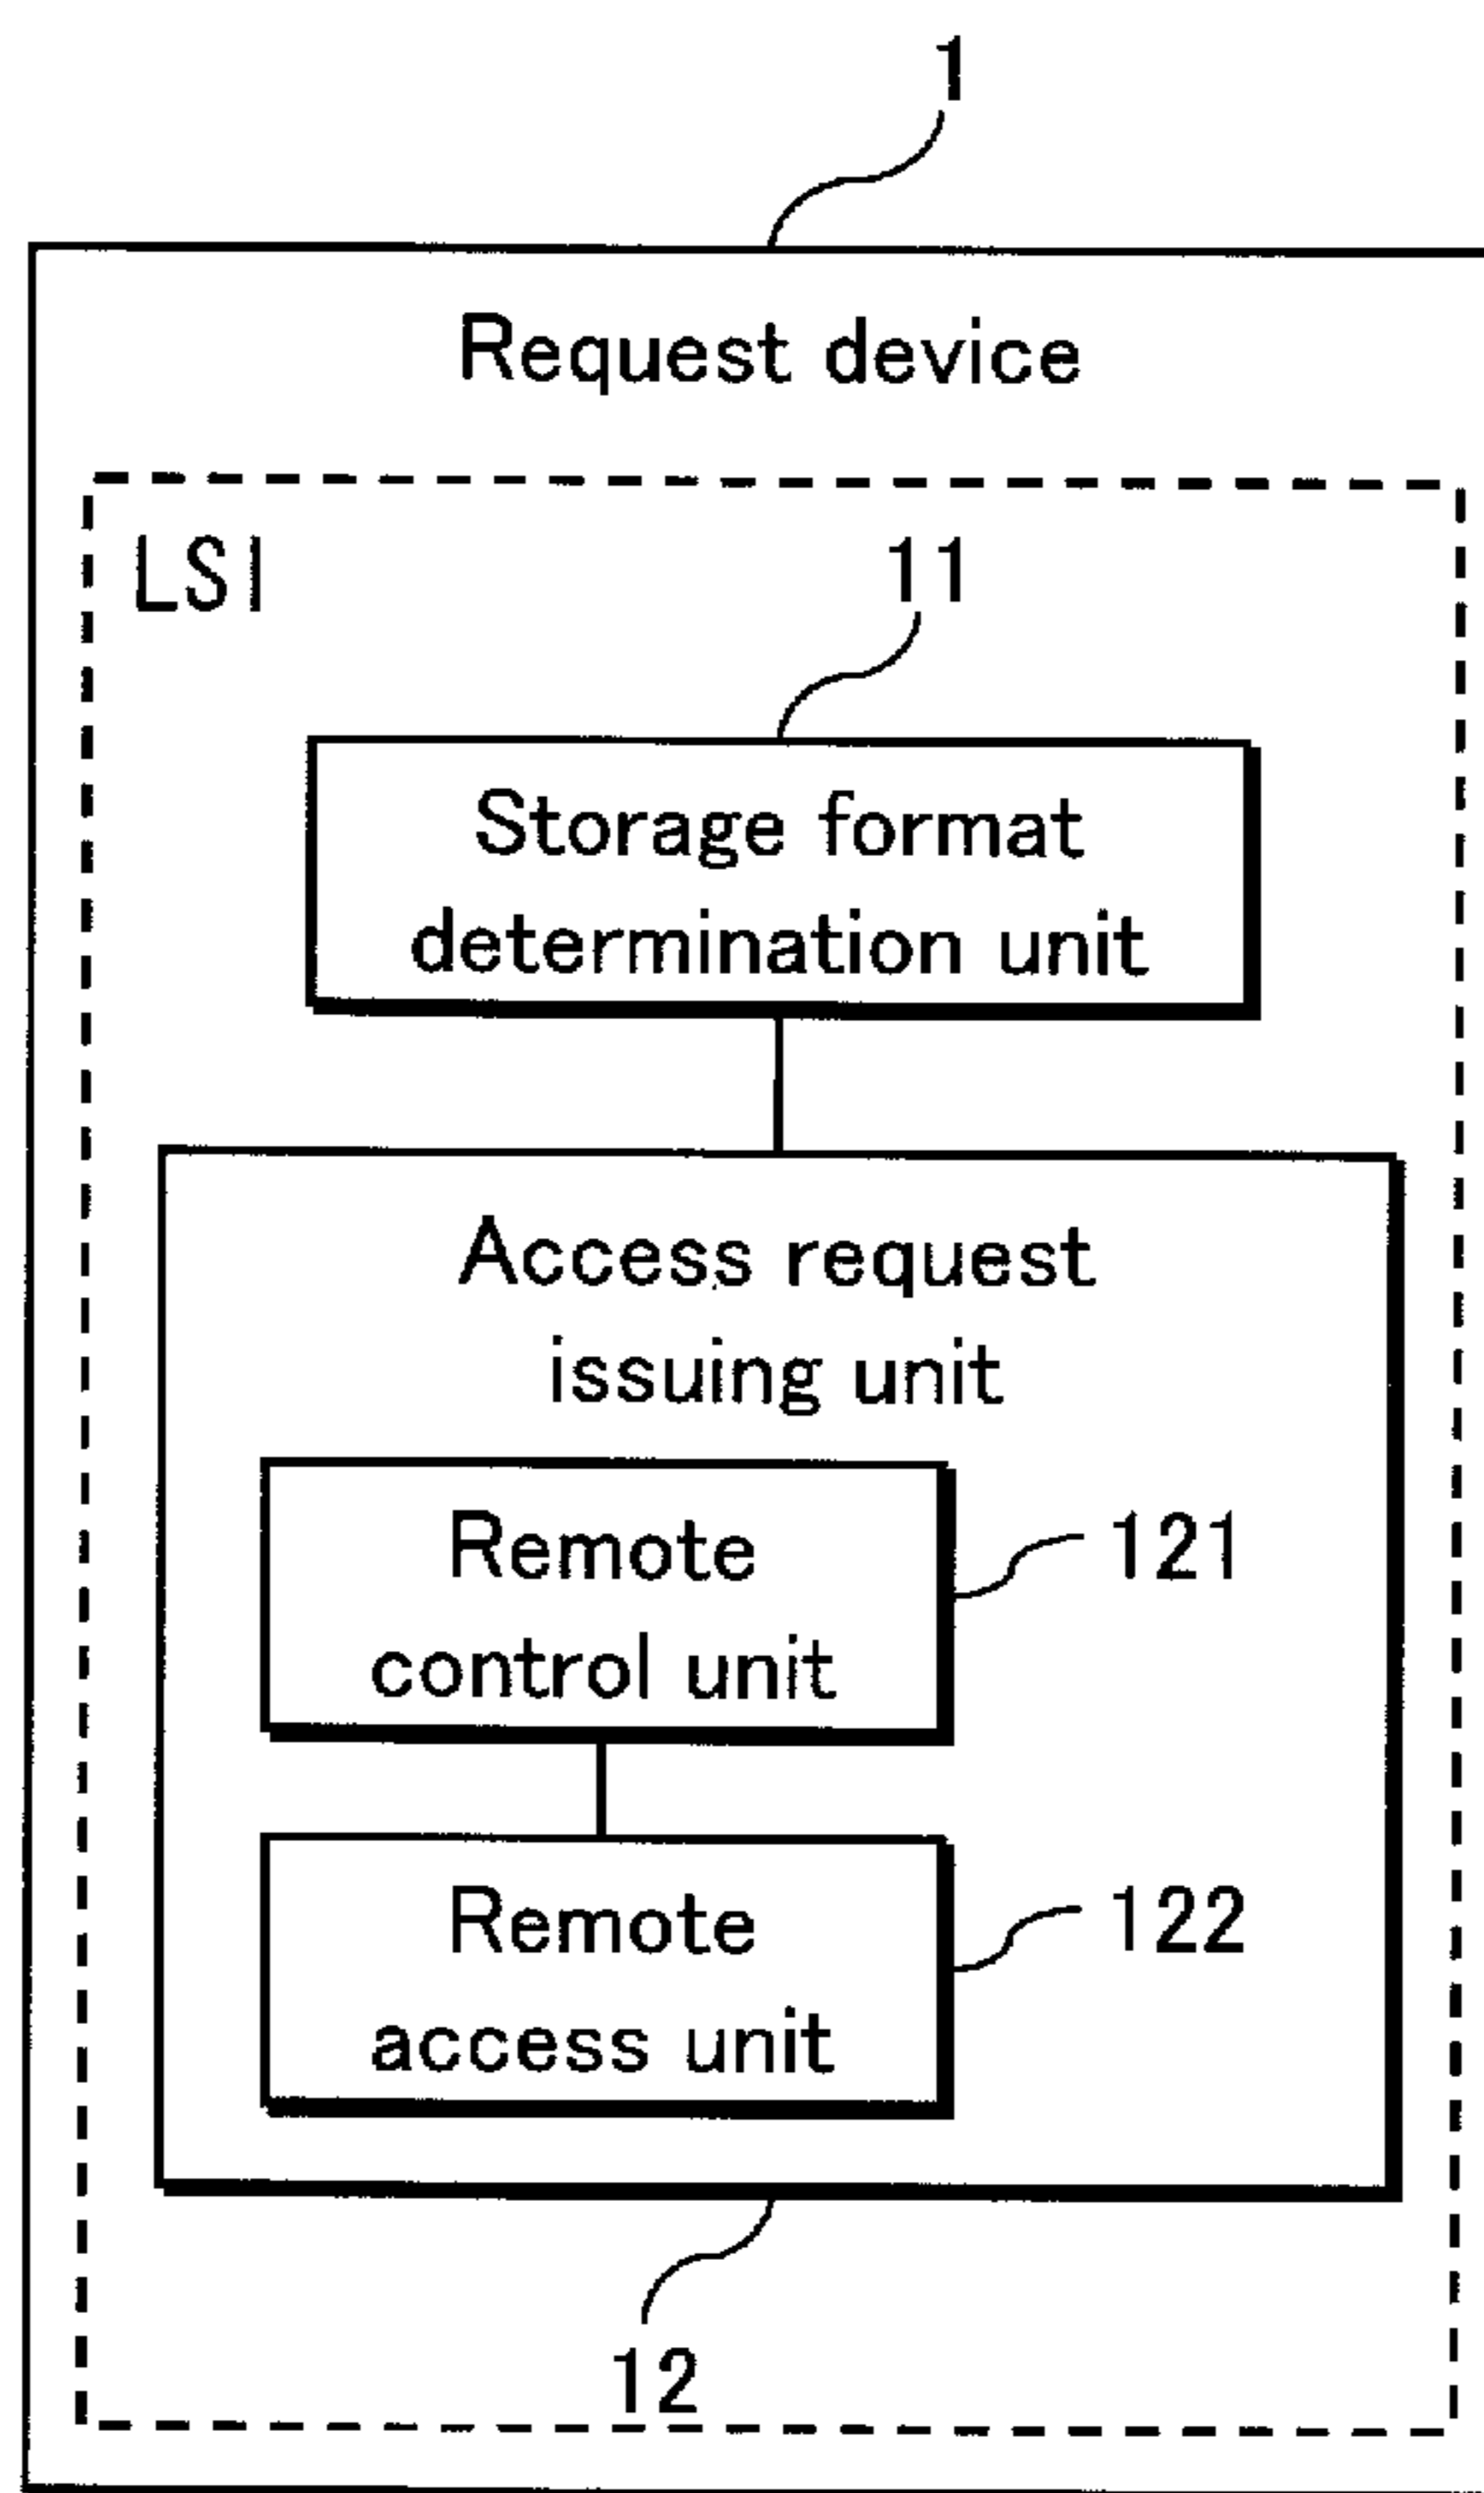 1
Request device
LSI
11
Storage format
determination unit
Access request
issuing unit
Remote
control unit
121
Remote
access unit
122
12